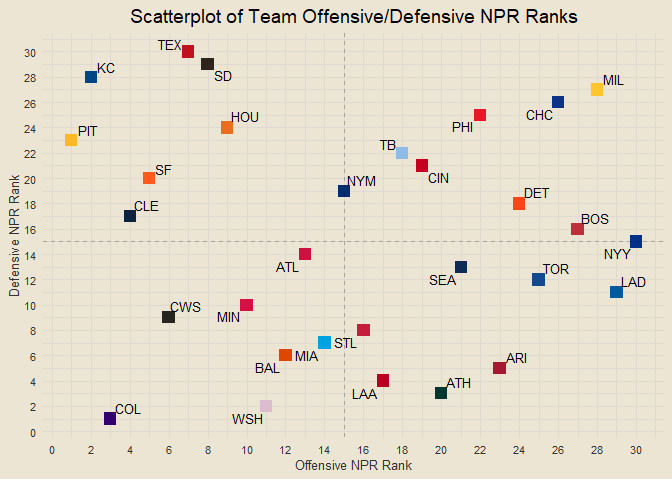 Scatterplot of Team Offensive/Defensive NPR Ranks
Defensive NPR Rank
30
28
26
24
22
20
18
16
14
12
10
8
6
4
2
0
TEX
KC
SD
MIL
CHC
HOU
PHI
PIT
TB
CIN
SF
NYM
DET
CLE
BOS
NYY
ATL
SEA
TOR
LAD
CWS
MIN
STL
MIA
BAL
ARI
LAA
ATH
COL
WSH
0 2 4 6 8 10 12 14 16 18 20 22 24 26 28 30
Offensive NPR Rank